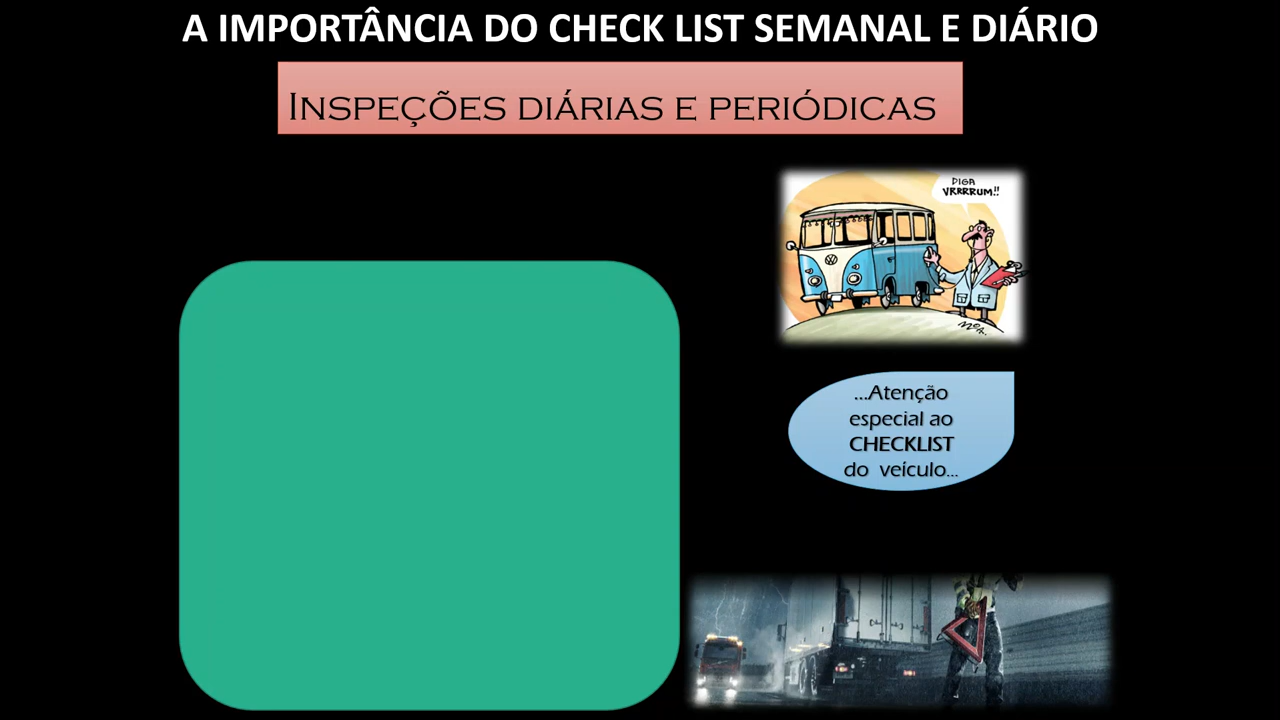 A IMPORTÂNCIA DO CHECK LIST SEMANAL E DIÁRIO
INSPEÇÕES DIÁRIAS E PERIÓDICAS
DIGA
VRRRRUM!!
...Atenção
especial ao
CHECKLIST
do veículo...